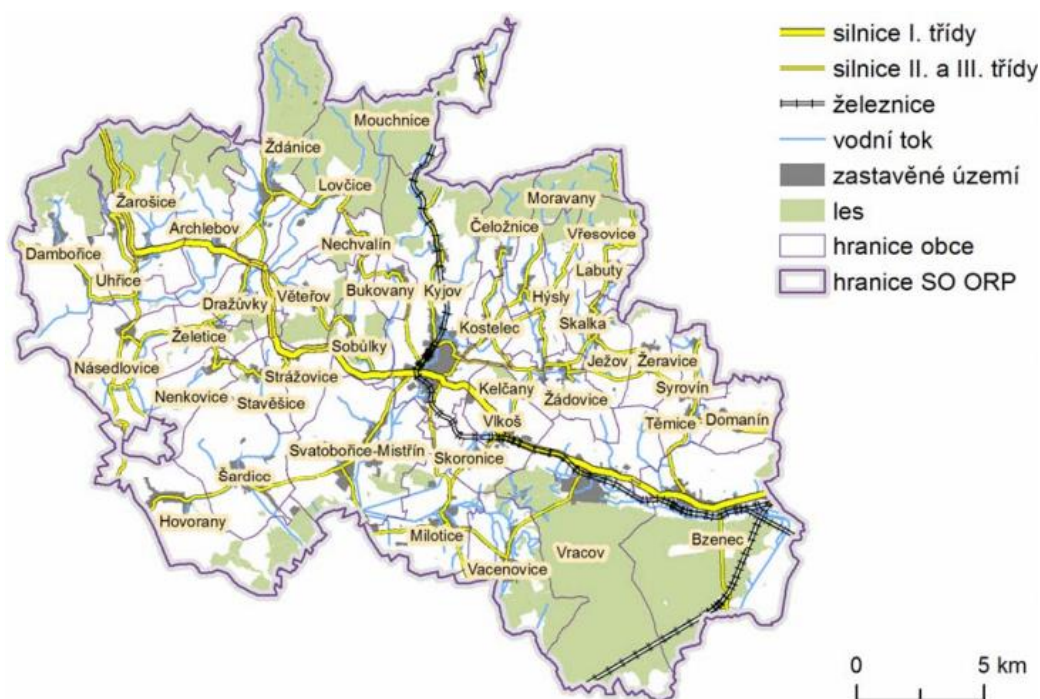 silnice I. třídy
silnice II. a III. třídy
železnice
vodní tok
zastavěné území
les
hranice obce
hranice SO ORP
Mouchnice
Ždánice
Lovčice
Moravany
Žarošice
Čeložnice
Archlebov
Vřesovice
Nechvalín
Dambořice
Labuty
Uhřice
Bukovany
Kyjov
Věteřov
Hýsly
Dražůvky
Skalka
Kostelec
Želetice
Sobůlky
Ježov
Žeravice
Násedlovice
Strážovice
Syrovín
Nenkovice
Kelčany
Žádovice
Stavěšice
Vlkoš
Těmice
Domanín
Svatobořice-Mistřín
Skoronice
Šardicc
Hovorany
Milotice
Bzenec
Vracov
Vacenovice
0
5 km